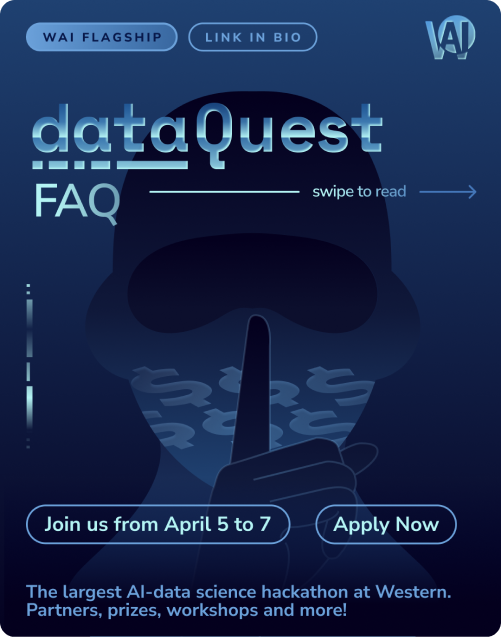 WAI FLAGSHIP
LINK IN BIO
WAI
dataQuest
FAQ
swipe to read
Join us from April 5 to 7
Apply Now
The largest AI-data science hackathon at Western.
Partners, prizes, workshops and more!